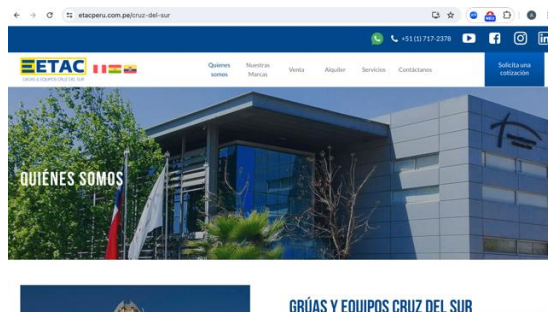 etacperu.com.pe/cruz-del-sur
+51 (1) 717-2378
ETAC
GRÚAS & EQUIPOS CRUZ DEL SUR
Quienes somos
Nuestras Marcas
Venta
Alquiler
Servicios
Contáctanos
Solicita una cotización
QUIÉNES SOMOS
GRÚAS Y EQUIPOS CRUZ DEL SUR